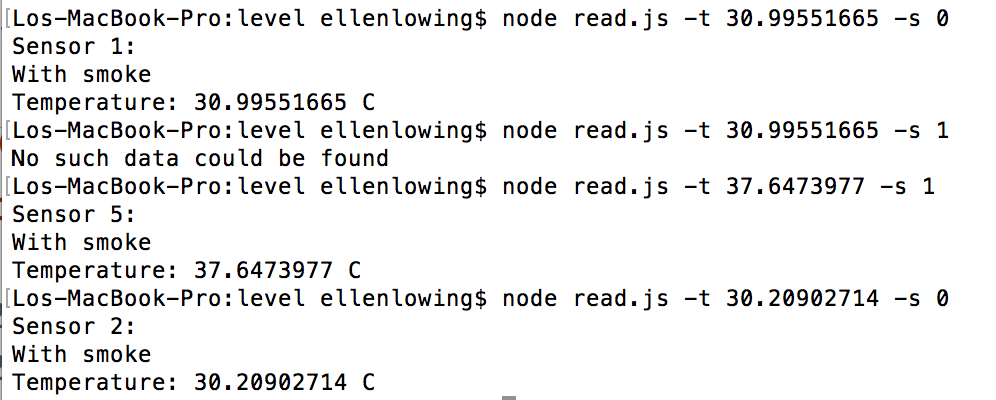 [Los-MacBook-Pro:level ellenlowing$ node read.js -t 30.99551665 -s 0
Sensor 1:
With smoke
Temperature: 30.99551665 C
[Los-MacBook-Pro:level ellenlowing$ node read.js -t 30.99551665 -s 1
No such data could be found
[Los-MacBook-Pro:level ellenlowing$ node read.js -t 37.6473977 -s 1
Sensor 5:
With smoke
Temperature: 37.6473977 C
[Los-MacBook-Pro:level ellenlowing$ node read.js -t 30.20902714 -s 0
Sensor 2:
With smoke
Temperature: 30.20902714 C